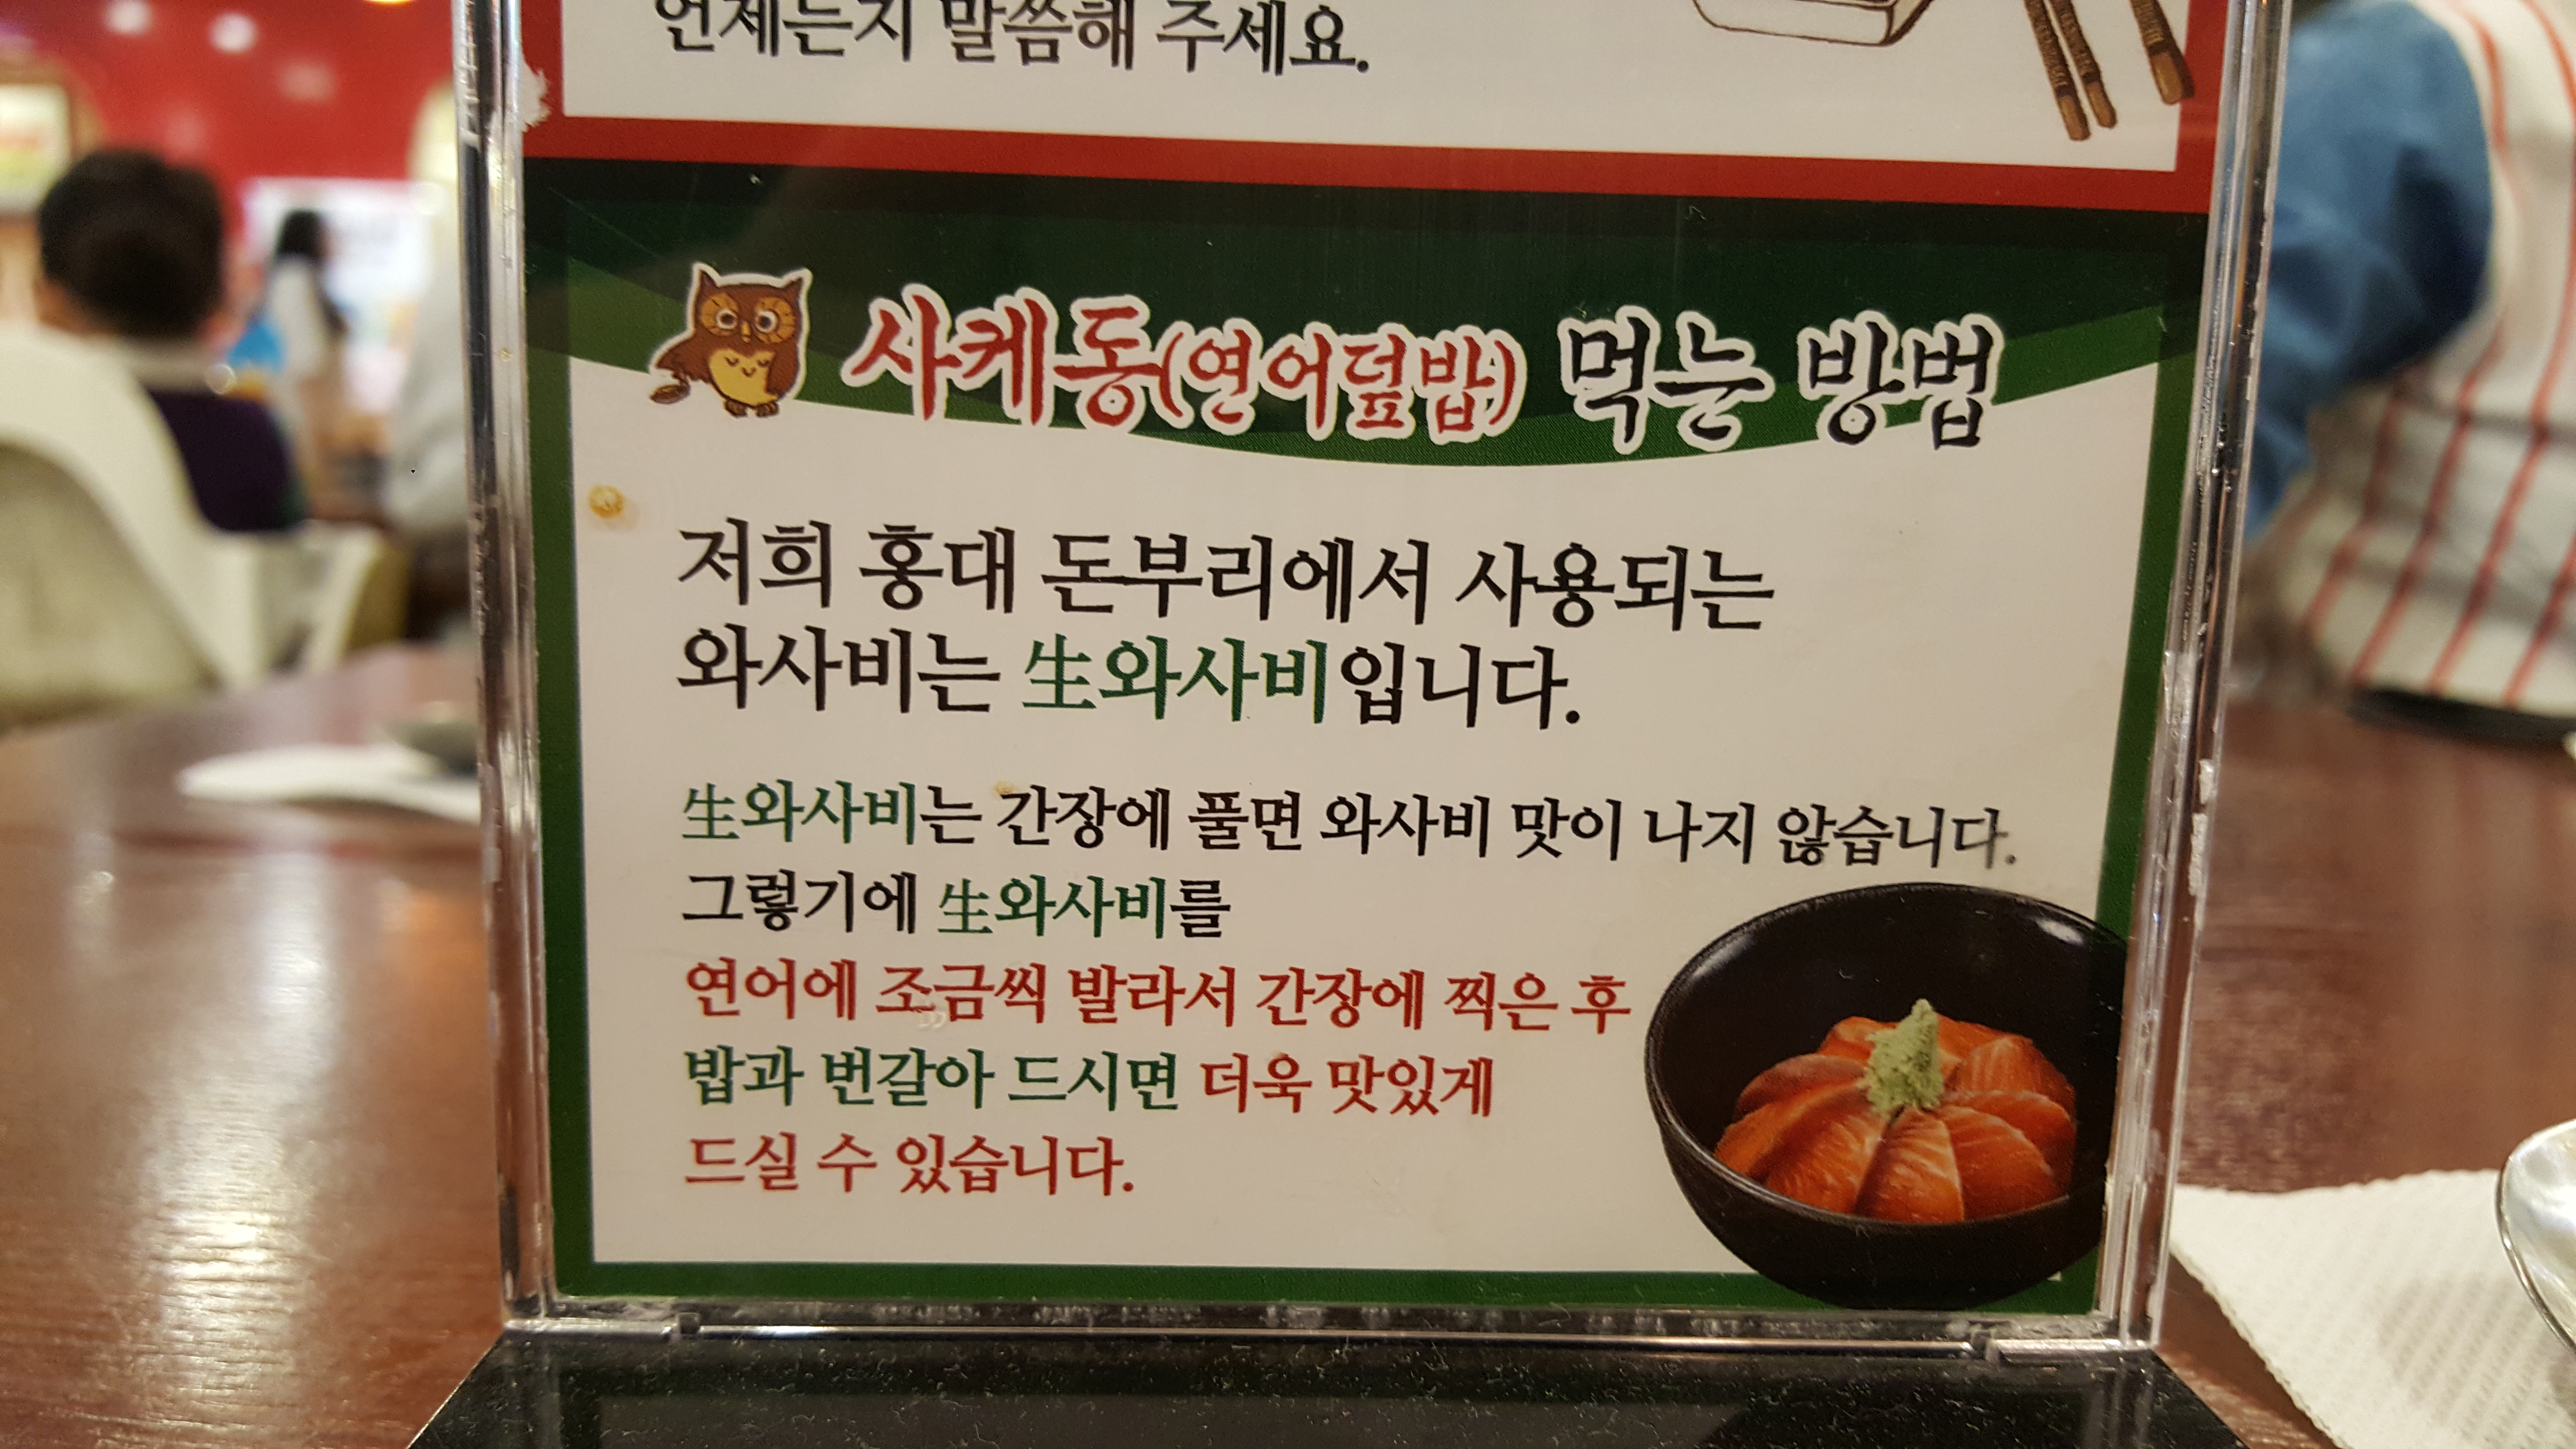 언제든지 말씀해 주세요.
사케동(연어덮밥) 먹는 방법
저희 홍대 돈부리에서 사용되는
와사비는 生와사비입니다.
生와사비는 간장에 풀면 와사비 맛이 나지 않습니다.
그렇기에 生와사비를
연어에 조금씩 발라서 간장에 찍은 후
밥과 번갈아 드시면 더욱 맛있게
드실 수 있습니다.